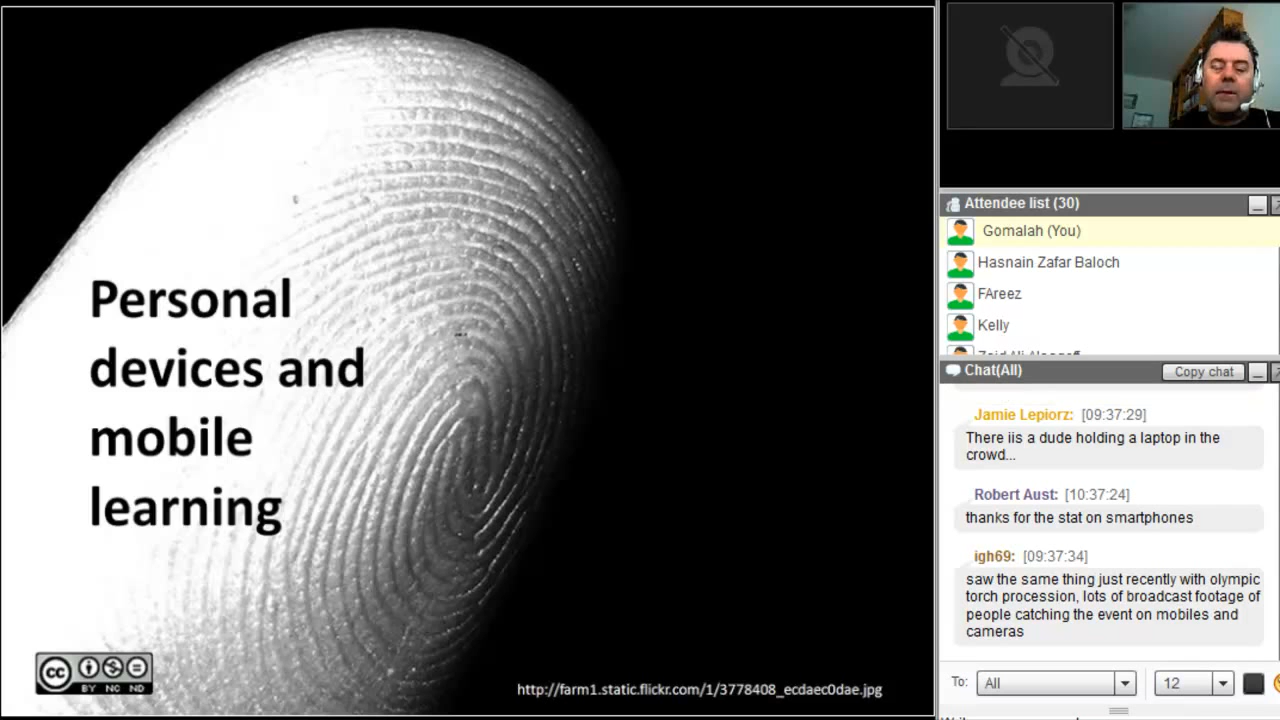 Personal
devices and
mobile
learning
CC BY NC ND
http://farm1.static.flickr.com/1/3778408_ecdaec0dae.jpg
Attendee list (30)
Gomalah (You)
Hasnain Zafar Baloch
FAreez
Kelly
Chat(All)
Copy chat
Jamie Lepiorz: [09:37:29]
There iis a dude holding a laptop in the
crowd...
Robert Aust: [10:37:24]
thanks for the stat on smartphones
igh69: [09:37:34]
saw the same thing just recently with olympic
torch procession, lots of broadcast footage of
people catching the event on mobiles and
cameras
To: All 12